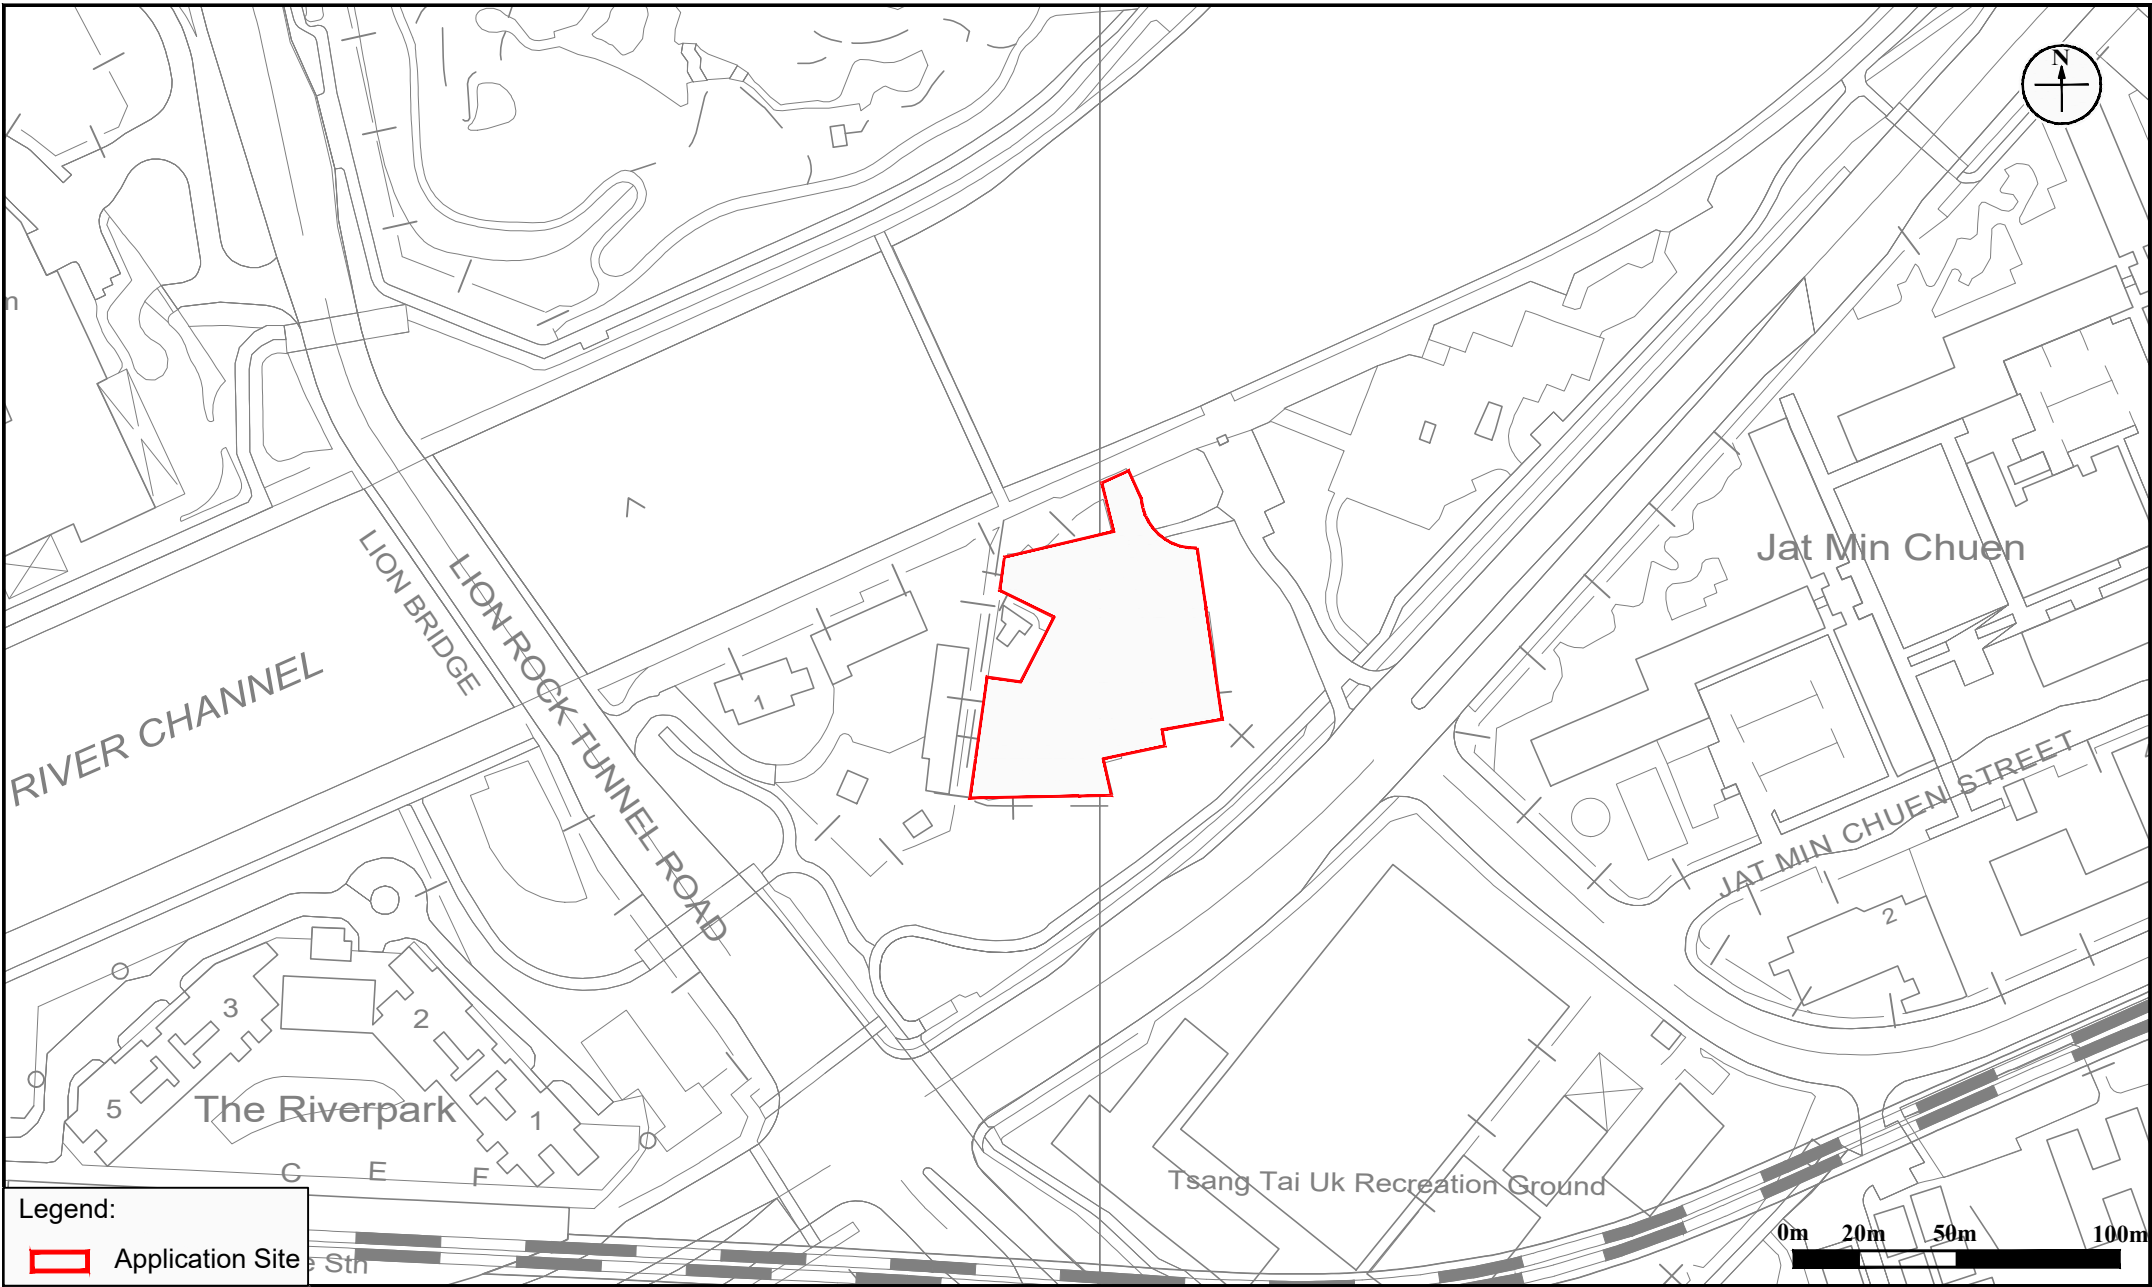 N
n
Jat Min Chuen
LION BRIDGE
LION ROCK TUNNEL ROAD
RIVER CHANNEL
1
JAT MIN CHUEN STREET
2
3
2
5
The Riverpark
1
C E F
Tsang Tai Uk Recreation Ground
Legend:
Application Site
e Sth
0m 20m 50m 100m